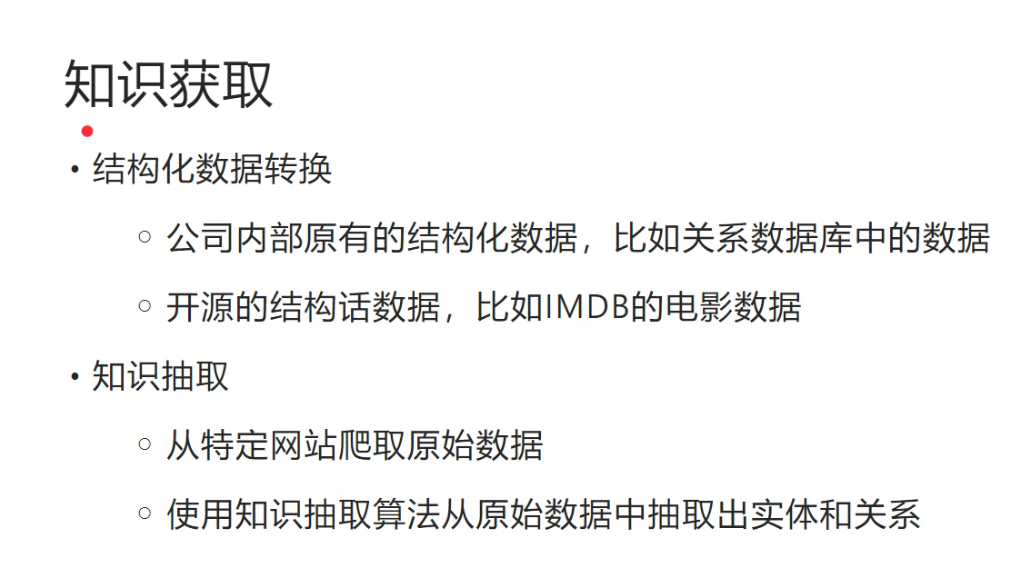 知识获取
• 结构化数据转换
○ 公司内部原有的结构化数据，比如关系数据库中的数据
○ 开源的结构话数据，比如IMDB的电影数据
• 知识抽取
○ 从特定网站爬取原始数据
○ 使用知识抽取算法从原始数据中抽取出实体和关系